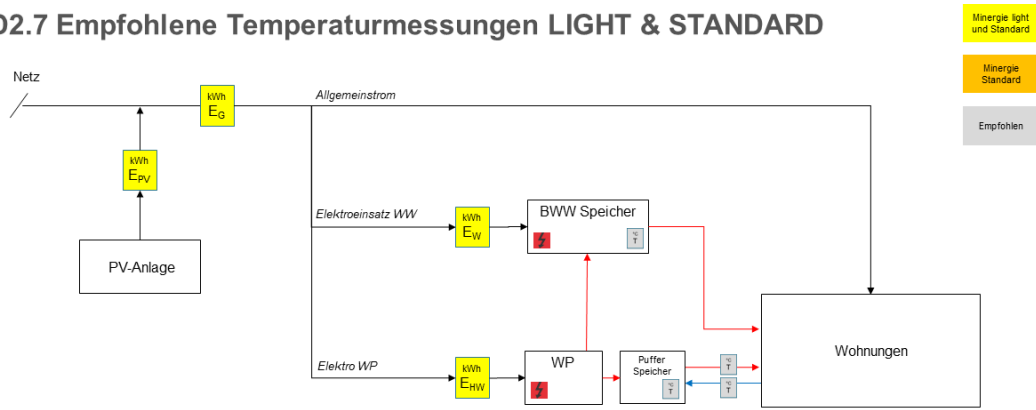 D2.7 Empfohlene Temperaturmessungen LIGHT & STANDARD
Minergie light
und Standard
Minergie
Standard
Empfohlen
Netz
kWh
EG
Allgemeinstrom
kWh
EPV
PV-Anlage
Elektroeinsatz WW
kWh
EW
BWW Speicher
°C
T
Elektro WP
kWh
EHW
WP
Puffer
Speicher
°C
T
°C
T
°C
T
Wohnungen